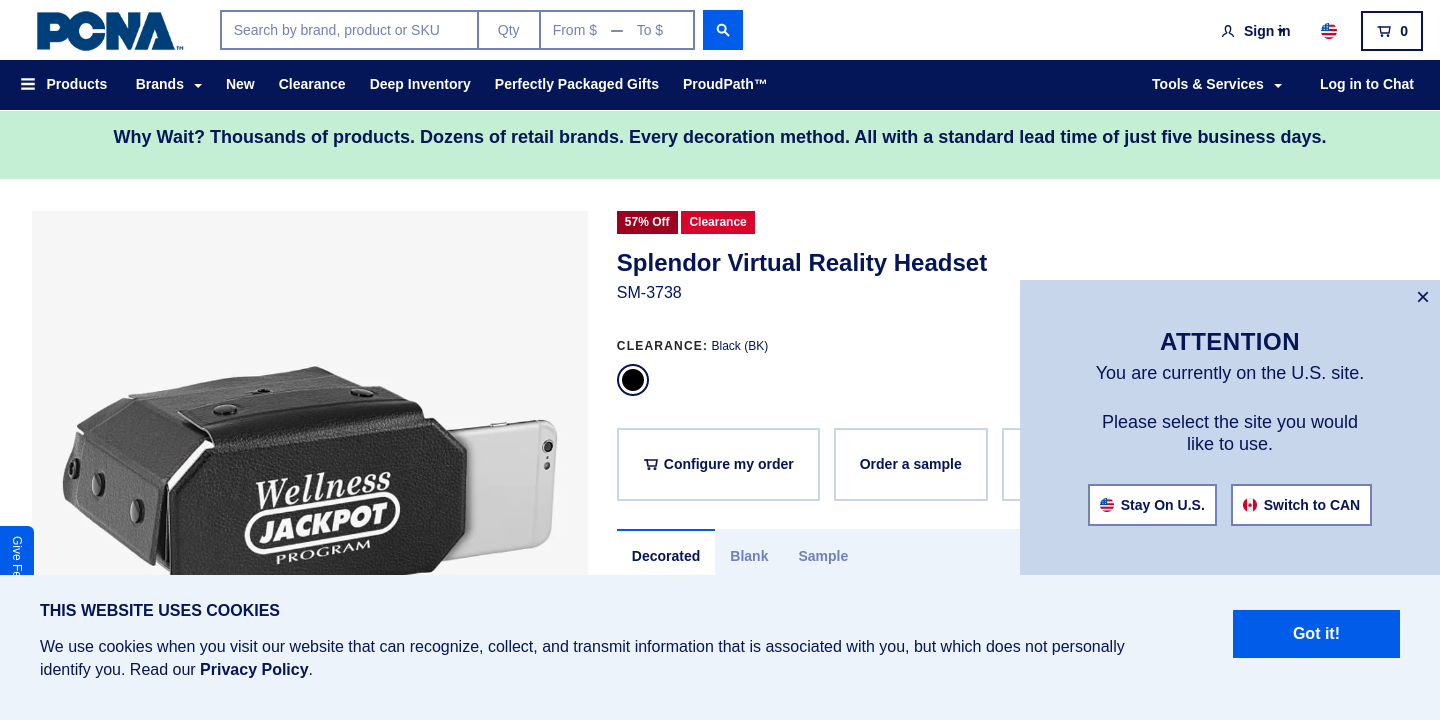 PCNA™
Search by brand, product or SKU
Qty
From $ — To $
Sign in
0
Products
Brands
New
Clearance
Deep Inventory
Perfectly Packaged Gifts
ProudPath™
Tools & Services
Log in to Chat
Why Wait? Thousands of products. Dozens of retail brands. Every decoration method. All with a standard lead time of just five business days.
57% Off
Clearance
Splendor Virtual Reality Headset
SM-3738
CLEARANCE: Black (BK)
Configure my order
Order a sample
Decorated
Blank
Sample
Wellness
JACKPOT
PROGRAM
×
ATTENTION
You are currently on the U.S. site.
Please select the site you would
like to use.
Stay On U.S.
Switch to CAN
Give Fe
THIS WEBSITE USES COOKIES
We use cookies when you visit our website that can recognize, collect, and transmit information that is associated with you, but which does not personally
identify you. Read our Privacy Policy.
Got it!